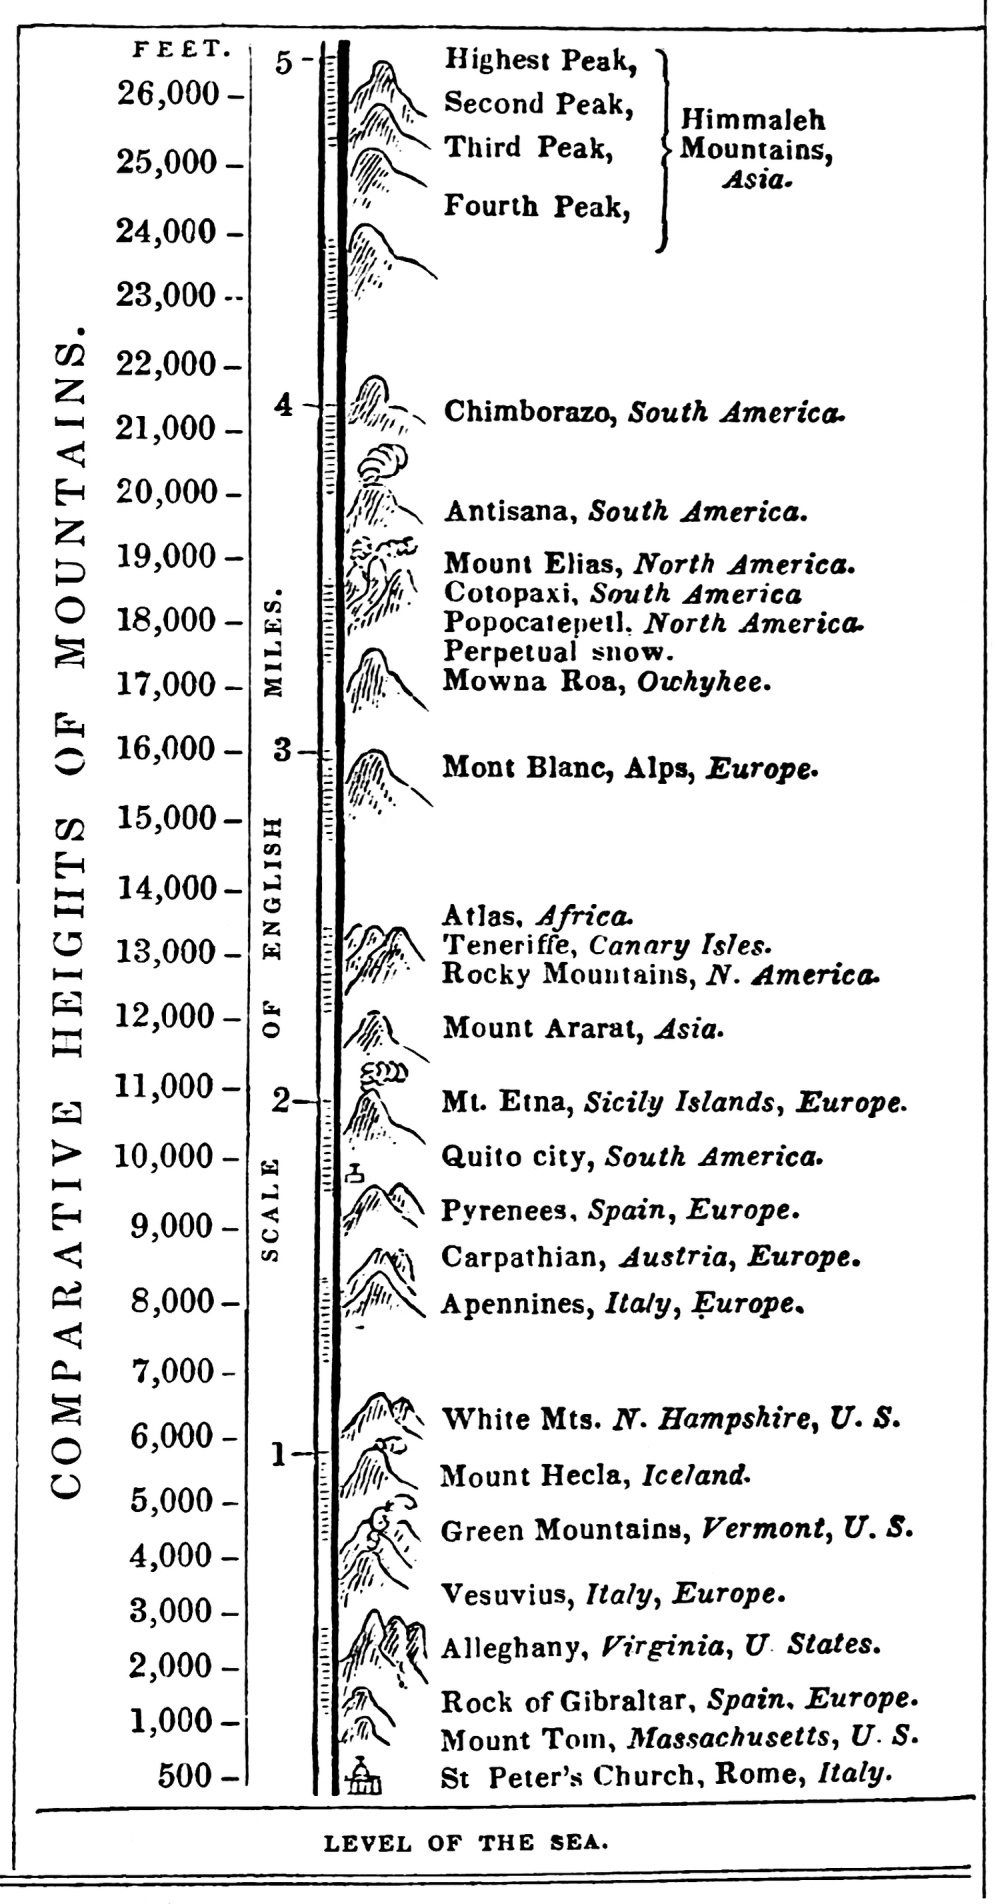 COMPARATIVE HEIGHTS OF MOUNTAINS.
FEET.
26,000
25,000
24,000
23,000
22,000
21,000
20,000
19,000
18,000
17,000
16,000
15,000
14,000
13,000
12,000
11,000
10,000
9,000
8,000
7,000
6,000
5,000
4,000
3,000
2,000
1,000
500
SCALE OF ENGLISH MILES.
5
4
3
2
1
Highest Peak,
Second Peak,
Third Peak,
Fourth Peak,
Himmaleh
Mountains,
Asia.
Chimborazo, South America.
Antisana, South America.
Mount Elias, North America.
Cotopaxi, South America
Popocatepetl, North America.
Perpetual snow.
Mowna Roa, Owhyhee.
Mont Blanc, Alps, Europe.
Atlas, Africa.
Teneriffe, Canary Isles.
Rocky Mountains, N. America.
Mount Ararat, Asia.
Mt. Etna, Sicily Islands, Europe.
Quito city, South America.
Pyrenees, Spain, Europe.
Carpathian, Austria, Europe.
Apennines, Italy, Europe.
White Mts. N. Hampshire, U. S.
Mount Hecla, Iceland.
Green Mountains, Vermont, U. S.
Vesuvius, Italy, Europe.
Alleghany, Virginia, U. States.
Rock of Gibraltar, Spain, Europe.
Mount Tom, Massachusetts, U. S.
St Peter's Church, Rome, Italy.
LEVEL OF THE SEA.